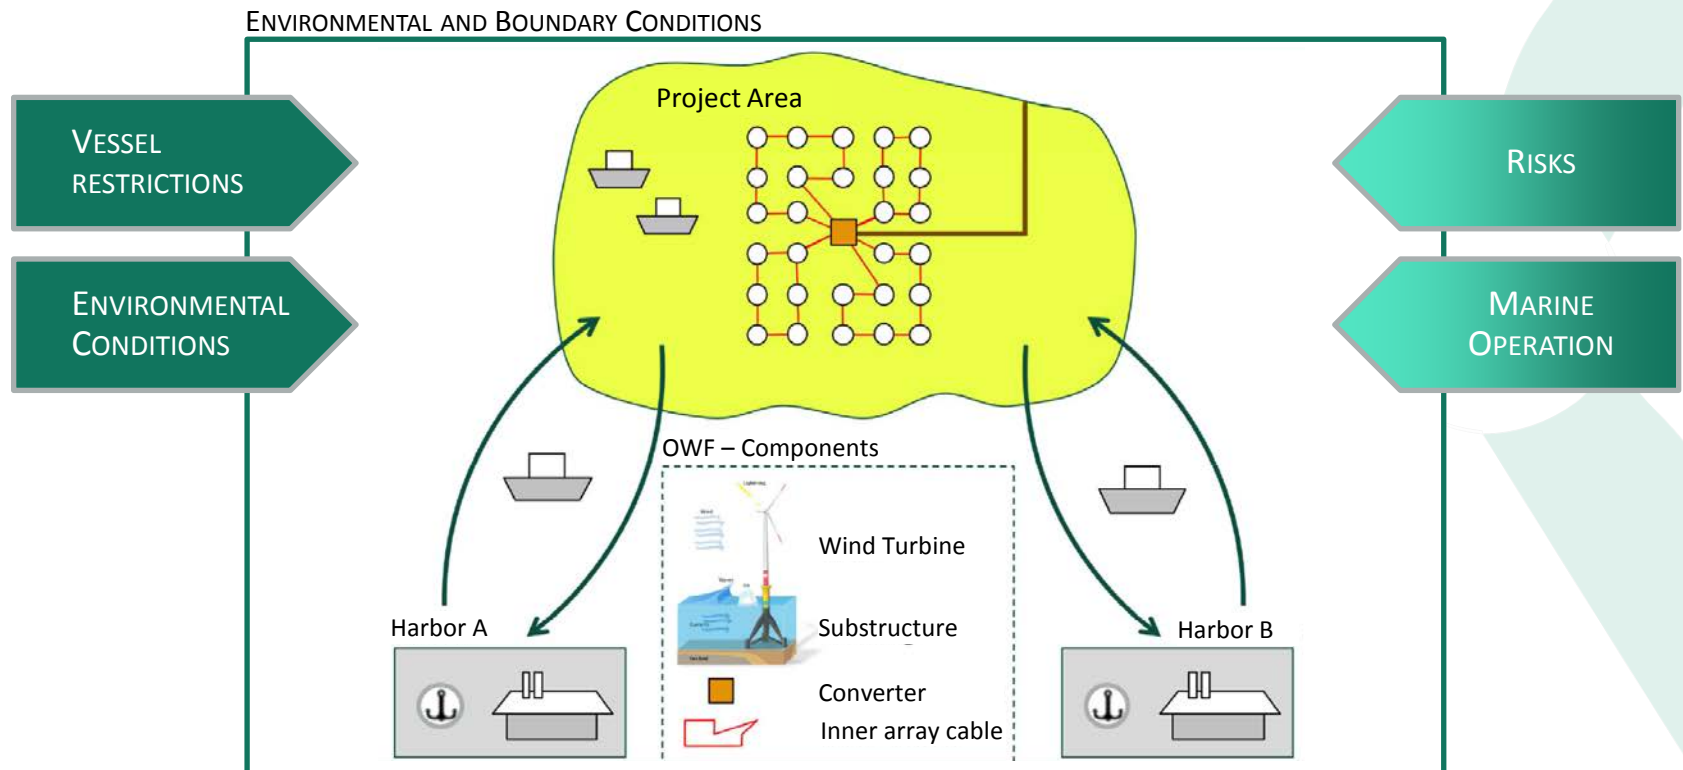 ENVIRONMENTAL AND BOUNDARY CONDITIONS
Project Area
VESSEL
RESTRICTIONS
ENVIRONMENTAL
CONDITIONS
RISKS
MARINE
OPERATION
OWF – Components
Wind Turbine
Substructure
Converter
Inner array cable
Harbor A
Harbor B